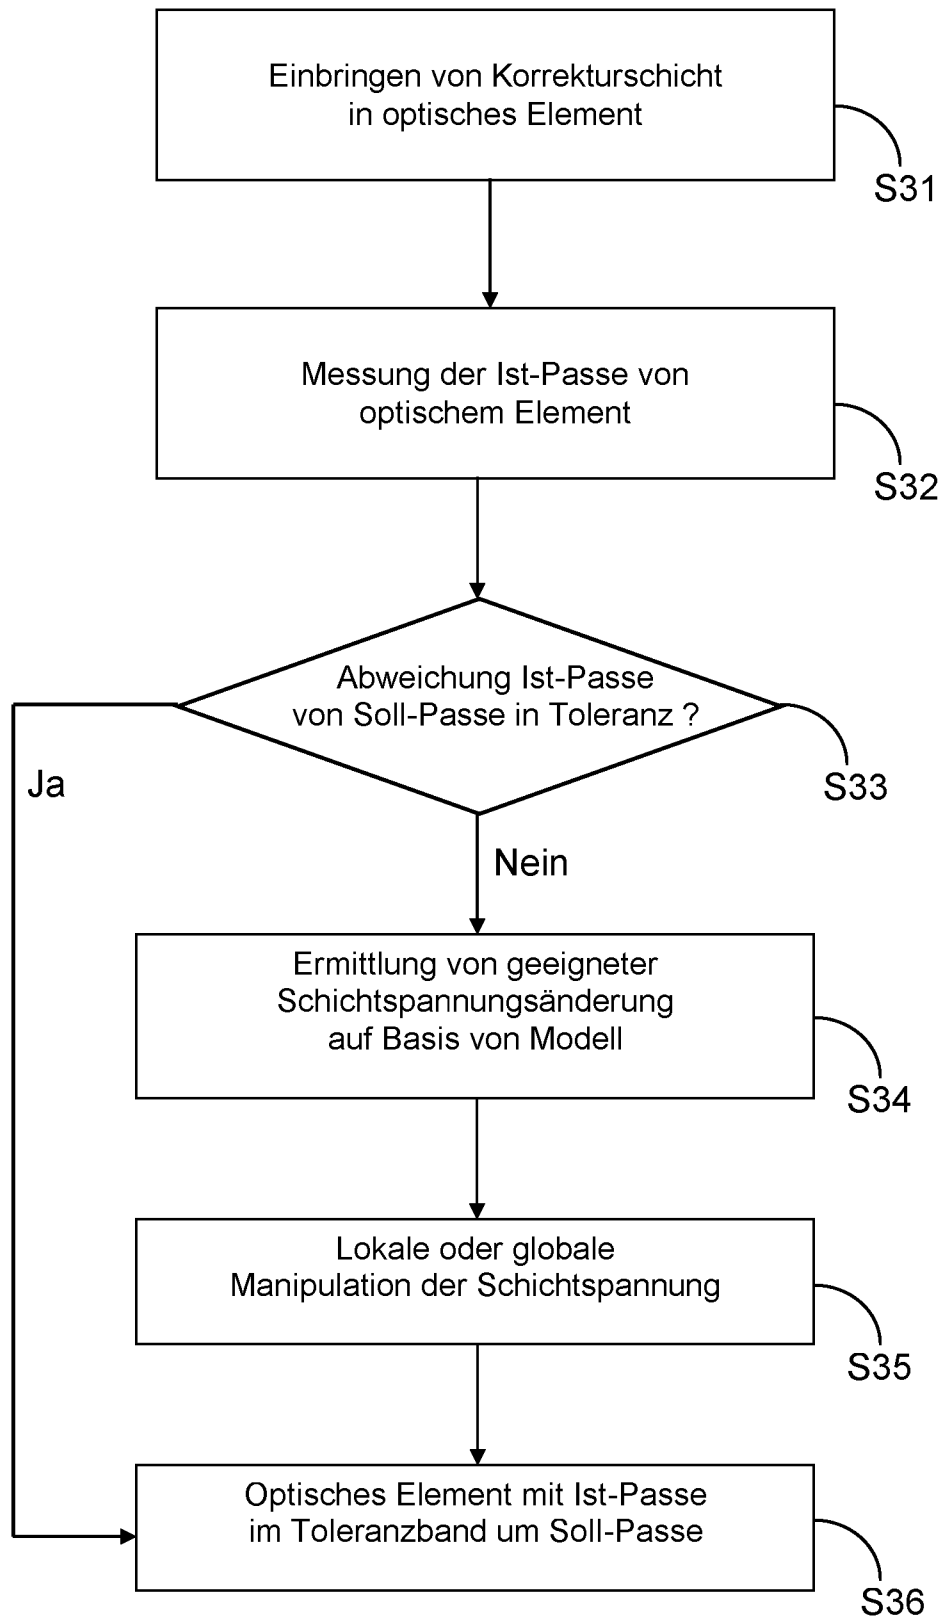 Einbringen von Korrekturschicht
in optisches Element
S31
Messung der Ist-Passe von
optischem Element
S32
Abweichung Ist-Passe
von Soll-Passe in Toleranz ?
S33
Ja
Nein
Ermittlung von geeigneter
Schichtspannungsänderung
auf Basis von Modell
S34
Lokale oder globale
Manipulation der Schichtspannung
S35
Optisches Element mit Ist-Passe
im Toleranzband um Soll-Passe
S36